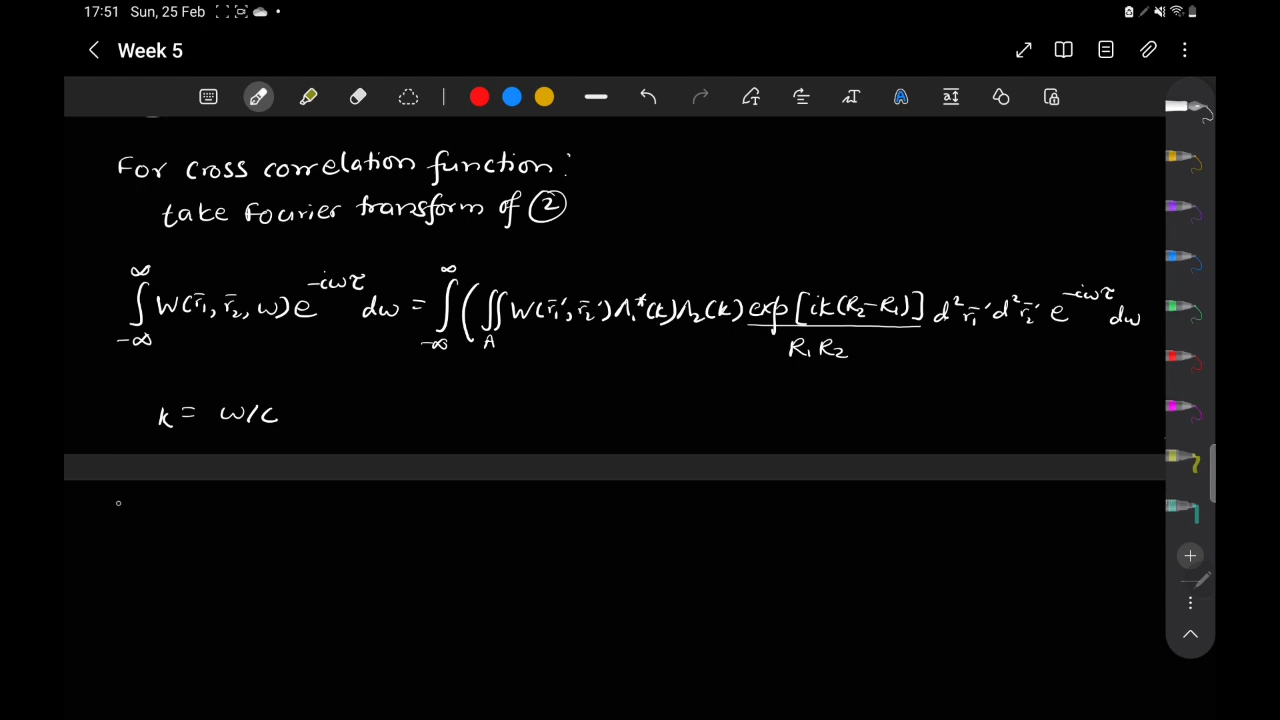 17:51 Sun, 25 Feb
Week 5
For cross correlation function:
take Fourier transform of ②
∫_{-∞}^{∞} W(r̄₁, r̄₂, ω) e^{-iωτ} dω = ∫_{-∞}^{∞} (∬_A W(r̄₁′, r̄₂′) Λ₁*(k) Λ₂(k) exp[ik(R₂-R₁)] / R₁R₂ d²r̄₁′ d²r̄₂′ e^{-iωτ} dω
k = ω/c